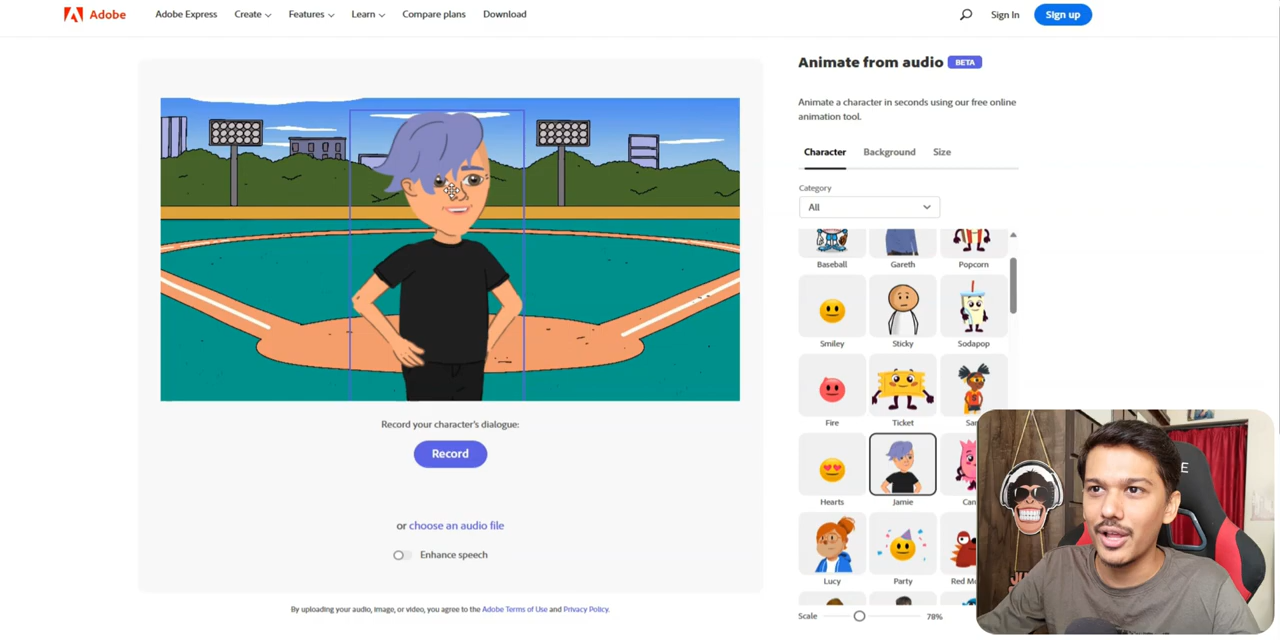 Adobe
Adobe Express
Create
Features
Learn
Compare plans
Download
Sign In
Sign up
Animate from audio BETA
Animate a character in seconds using our free online
animation tool.
Character
Background
Size
Category
All
Baseball
Gareth
Popcorn
Smiley
Sticky
Sodapop
Fire
Ticket
Hearts
Jamie
Lucy
Party
Scale
78%
Record your character's dialogue:
Record
or choose an audio file
Enhance speech
By uploading your audio, image, or video, you agree to the Adobe Terms of Use and Privacy Policy.